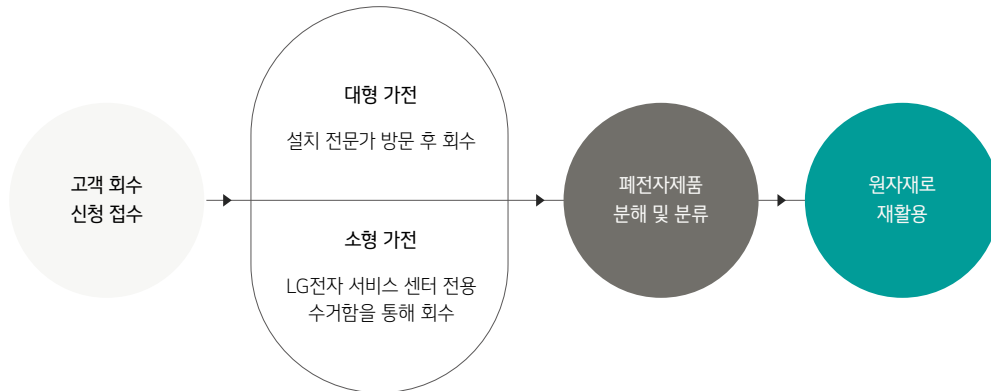 고객 회수
신청 접수
대형 가전
설치 전문가 방문 후 회수
소형 가전
LG전자 서비스 센터 전용
수거함을 통해 회수
폐전자제품
분해 및 분류
원자재로
재활용